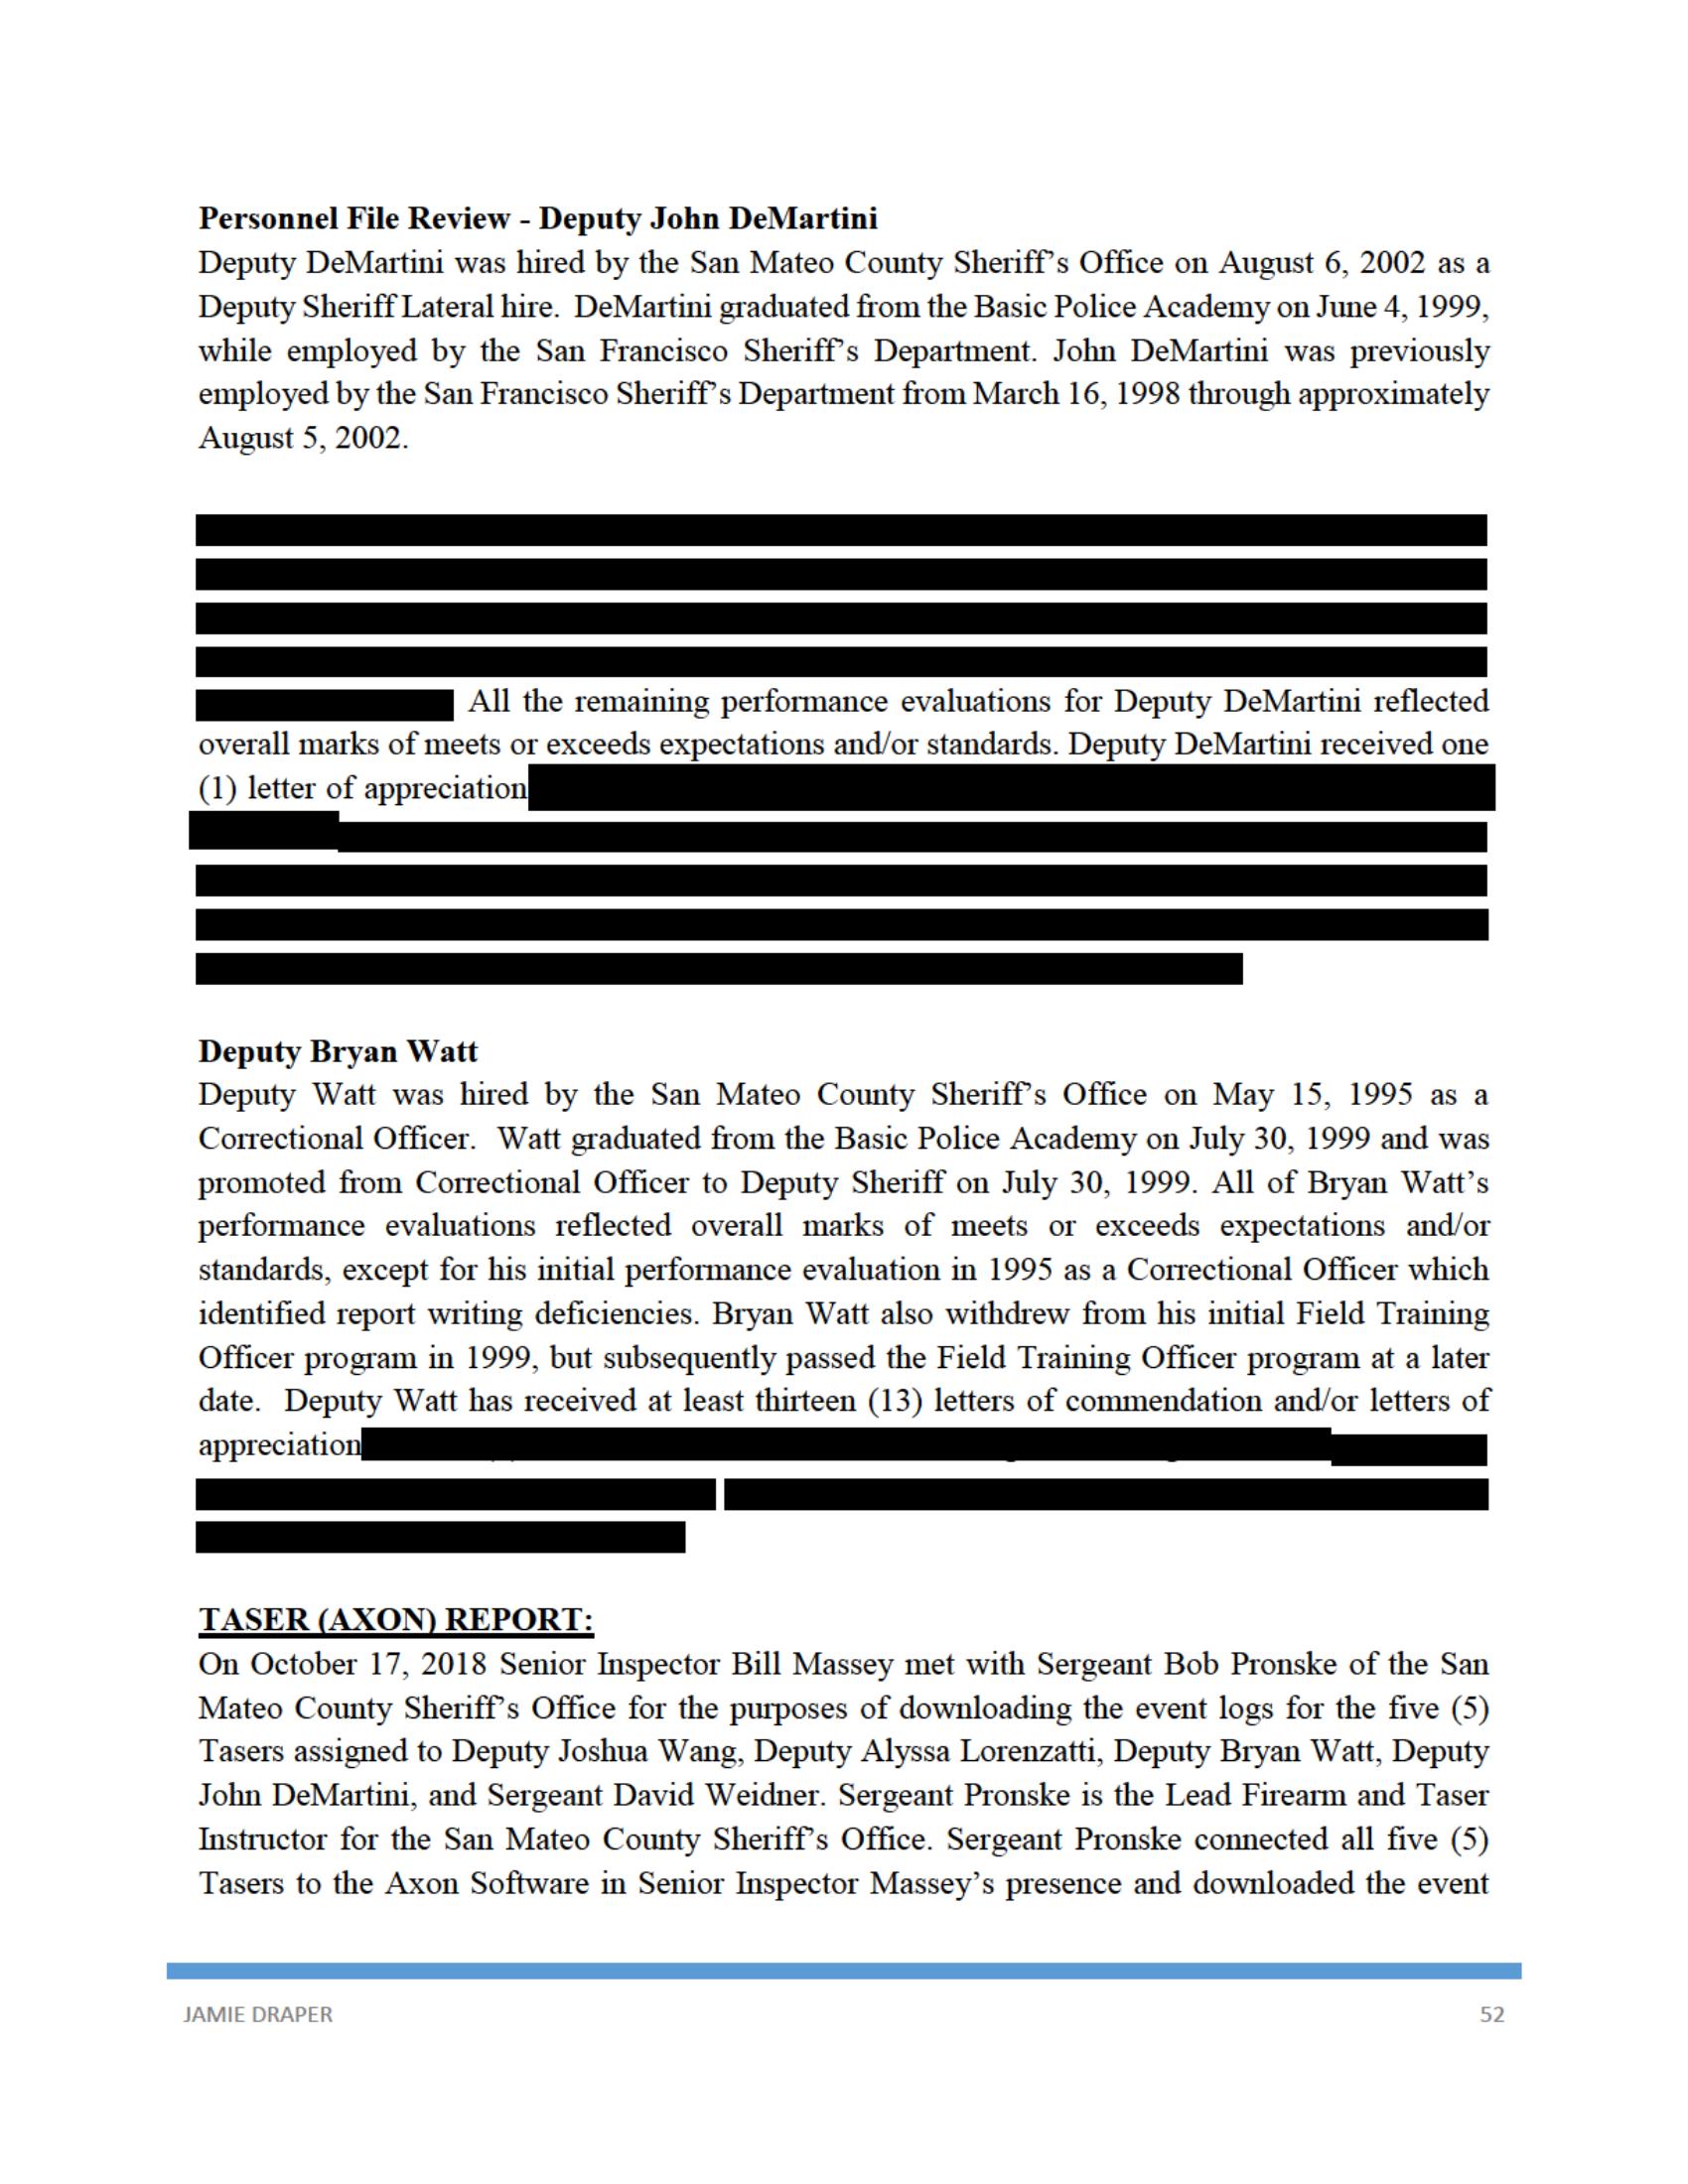 Personnel File Review - Deputy John DeMartini
Deputy DeMartini was hired by the San Mateo County Sheriff's Office on August 6, 2002 as a
Deputy Sheriff Lateral hire.  DeMartini graduated from the Basic Police Academy on June 4, 1999,
while employed by the San Francisco Sheriff's Department. John DeMartini was previously
employed by the San Francisco Sheriff's Department from March 16, 1998 through approximately
August 5, 2002.
All the remaining performance evaluations for Deputy DeMartini reflected
overall marks of meets or exceeds expectations and/or standards. Deputy DeMartini received one
(1) letter of appreciation
Deputy Bryan Watt
Deputy Watt was hired by the San Mateo County Sheriff's Office on May 15, 1995 as a
Correctional Officer.  Watt graduated from the Basic Police Academy on July 30, 1999 and was
promoted from Correctional Officer to Deputy Sheriff on July 30, 1999. All of Bryan Watt's
performance evaluations reflected overall marks of meets or exceeds expectations and/or
standards, except for his initial performance evaluation in 1995 as a Correctional Officer which
identified report writing deficiencies. Bryan Watt also withdrew from his initial Field Training
Officer program in 1999, but subsequently passed the Field Training Officer program at a later
date.  Deputy Watt has received at least thirteen (13) letters of commendation and/or letters of
appreciation
TASER (AXON) REPORT:
On October 17, 2018 Senior Inspector Bill Massey met with Sergeant Bob Pronske of the San
Mateo County Sheriff's Office for the purposes of downloading the event logs for the five (5)
Tasers assigned to Deputy Joshua Wang, Deputy Alyssa Lorenzatti, Deputy Bryan Watt, Deputy
John DeMartini, and Sergeant David Weidner. Sergeant Pronske is the Lead Firearm and Taser
Instructor for the San Mateo County Sheriff's Office. Sergeant Pronske connected all five (5)
Tasers to the Axon Software in Senior Inspector Massey's presence and downloaded the event
JAMIE DRAPER
52